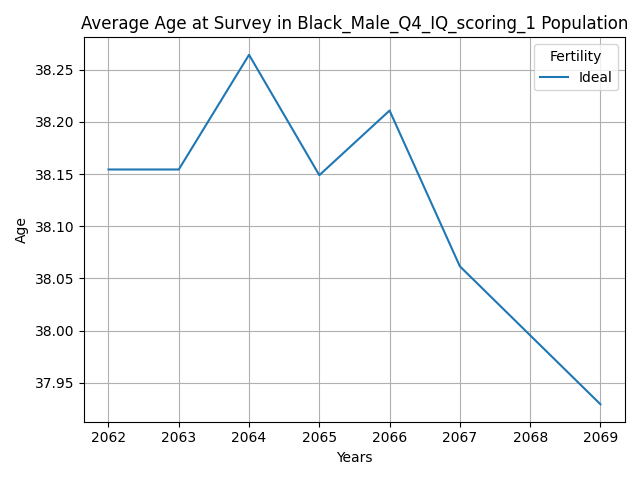 Average Age at Survey in Black_Male_Q4_IQ_scoring_1 Population
Fertility
Ideal
38.25
38.20
38.15
38.10
38.05
38.00
37.95
Age
2062 2063 2064 2065 2066 2067 2068 2069
Years